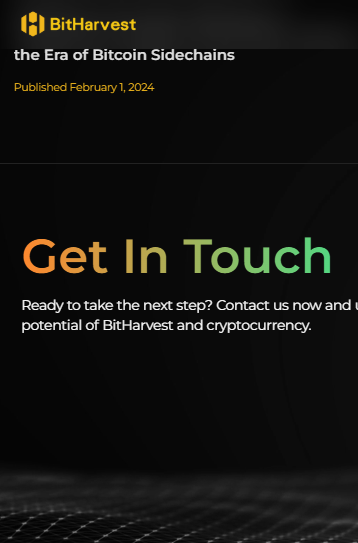 BitHarvest
the Era of Bitcoin Sidechains
Published February 1, 2024
Get In Touch
Ready to take the next step? Contact us now and
potential of BitHarvest and cryptocurrency.